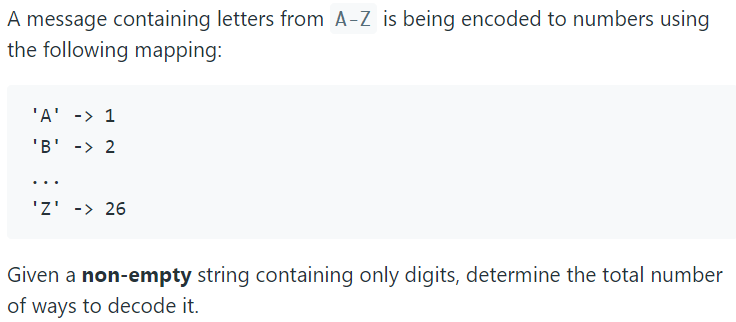 A message containing letters from A-Z is being encoded to numbers using
the following mapping:
'A' -> 1
'B' -> 2
...
'Z' -> 26
Given a non-empty string containing only digits, determine the total number
of ways to decode it.